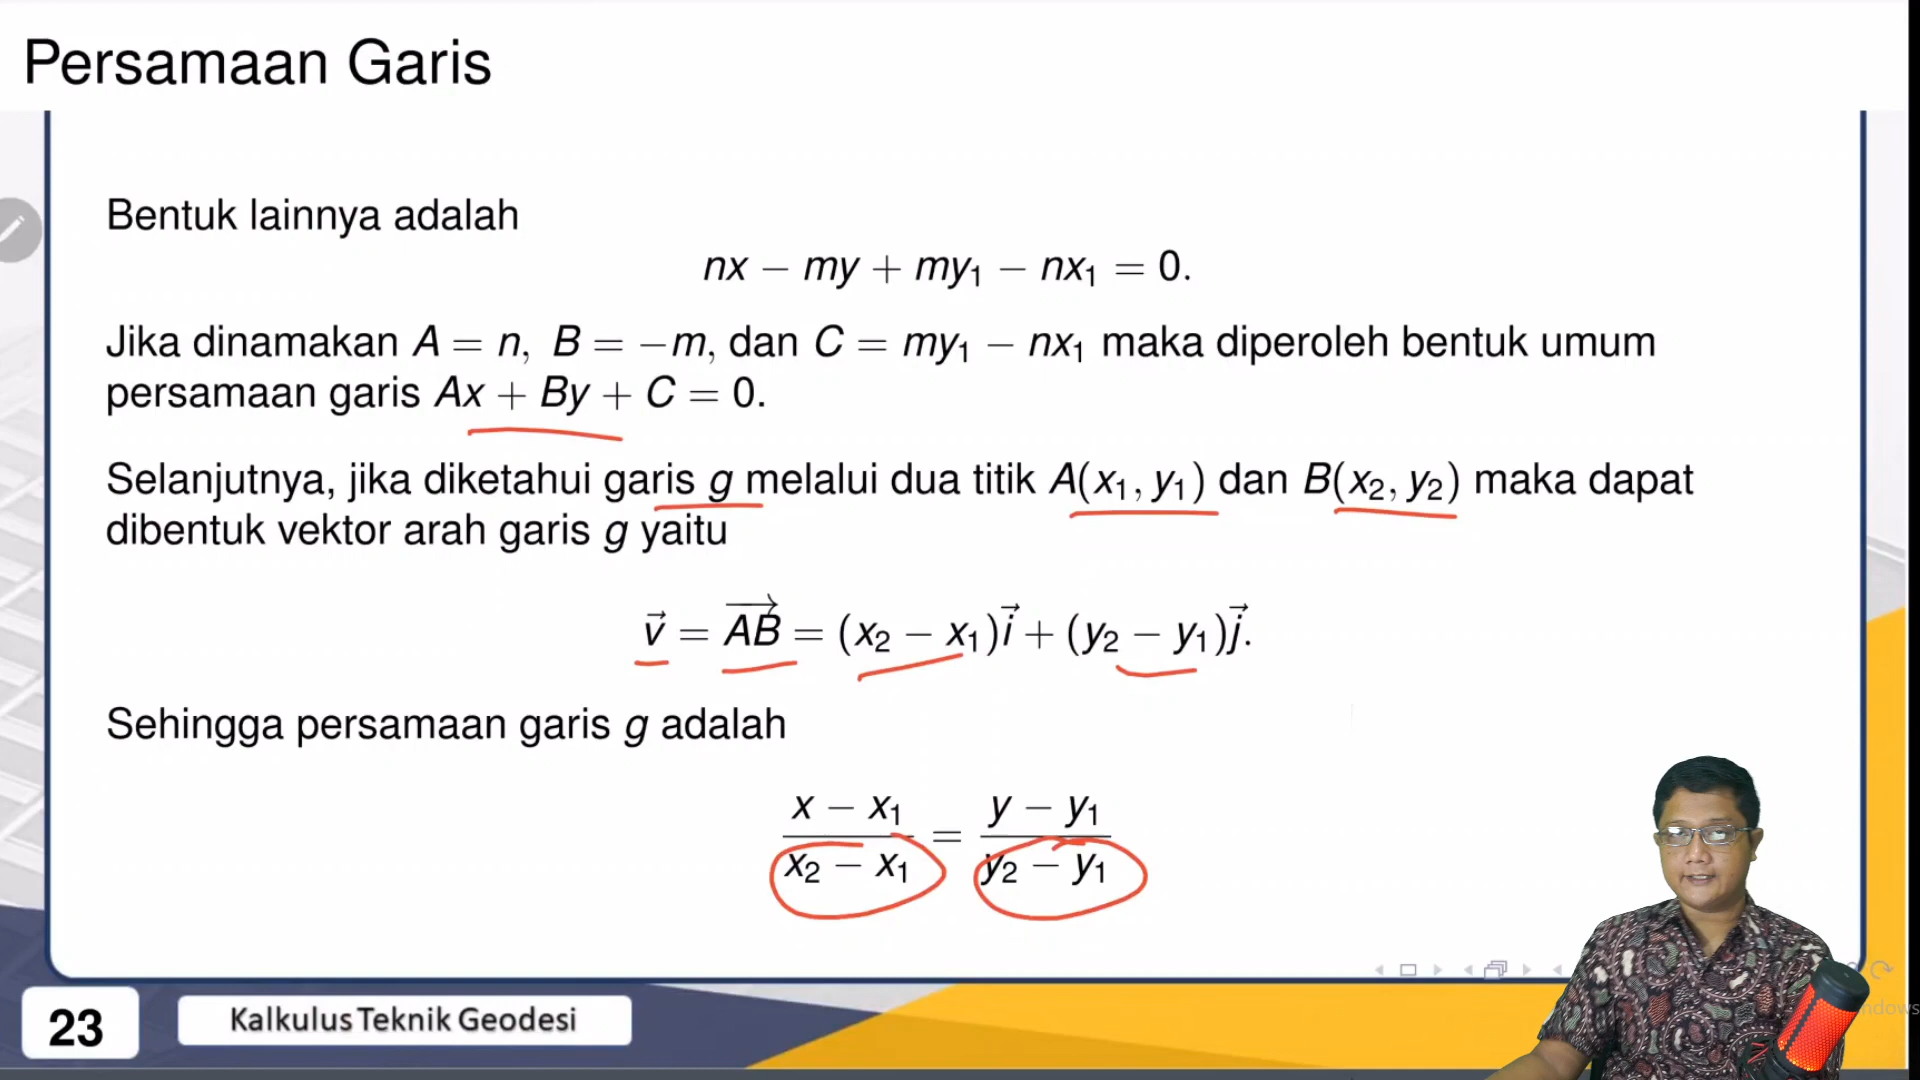 Persamaan Garis
Bentuk lainnya adalah
nx − my + my₁ − nx₁ = 0.
Jika dinamakan A = n, B = −m, dan C = my₁ − nx₁ maka diperoleh bentuk umum
persamaan garis Ax + By + C = 0.
Selanjutnya, jika diketahui garis g melalui dua titik A(x₁, y₁) dan B(x₂, y₂) maka dapat
dibentuk vektor arah garis g yaitu
v⃗ = A⃗B⃗ = (x₂ − x₁)i⃗ + (y₂ − y₁)j⃗.
Sehingga persamaan garis g adalah
x − x₁ / x₂ − x₁ = y − y₁ / y₂ − y₁
23
Kalkulus Teknik Geodesi